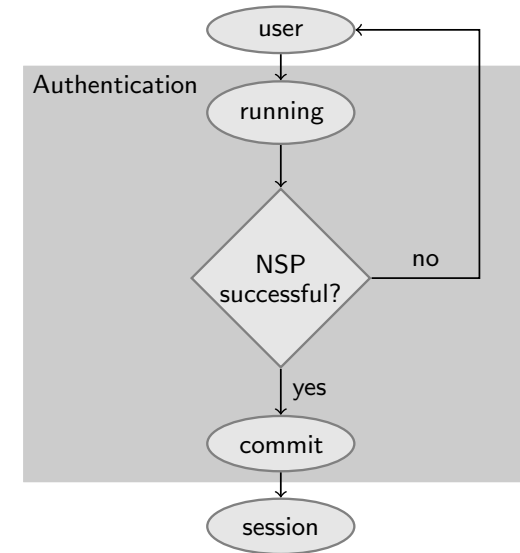 user
Authentication
running
NSP
successful?
no
yes
commit
session